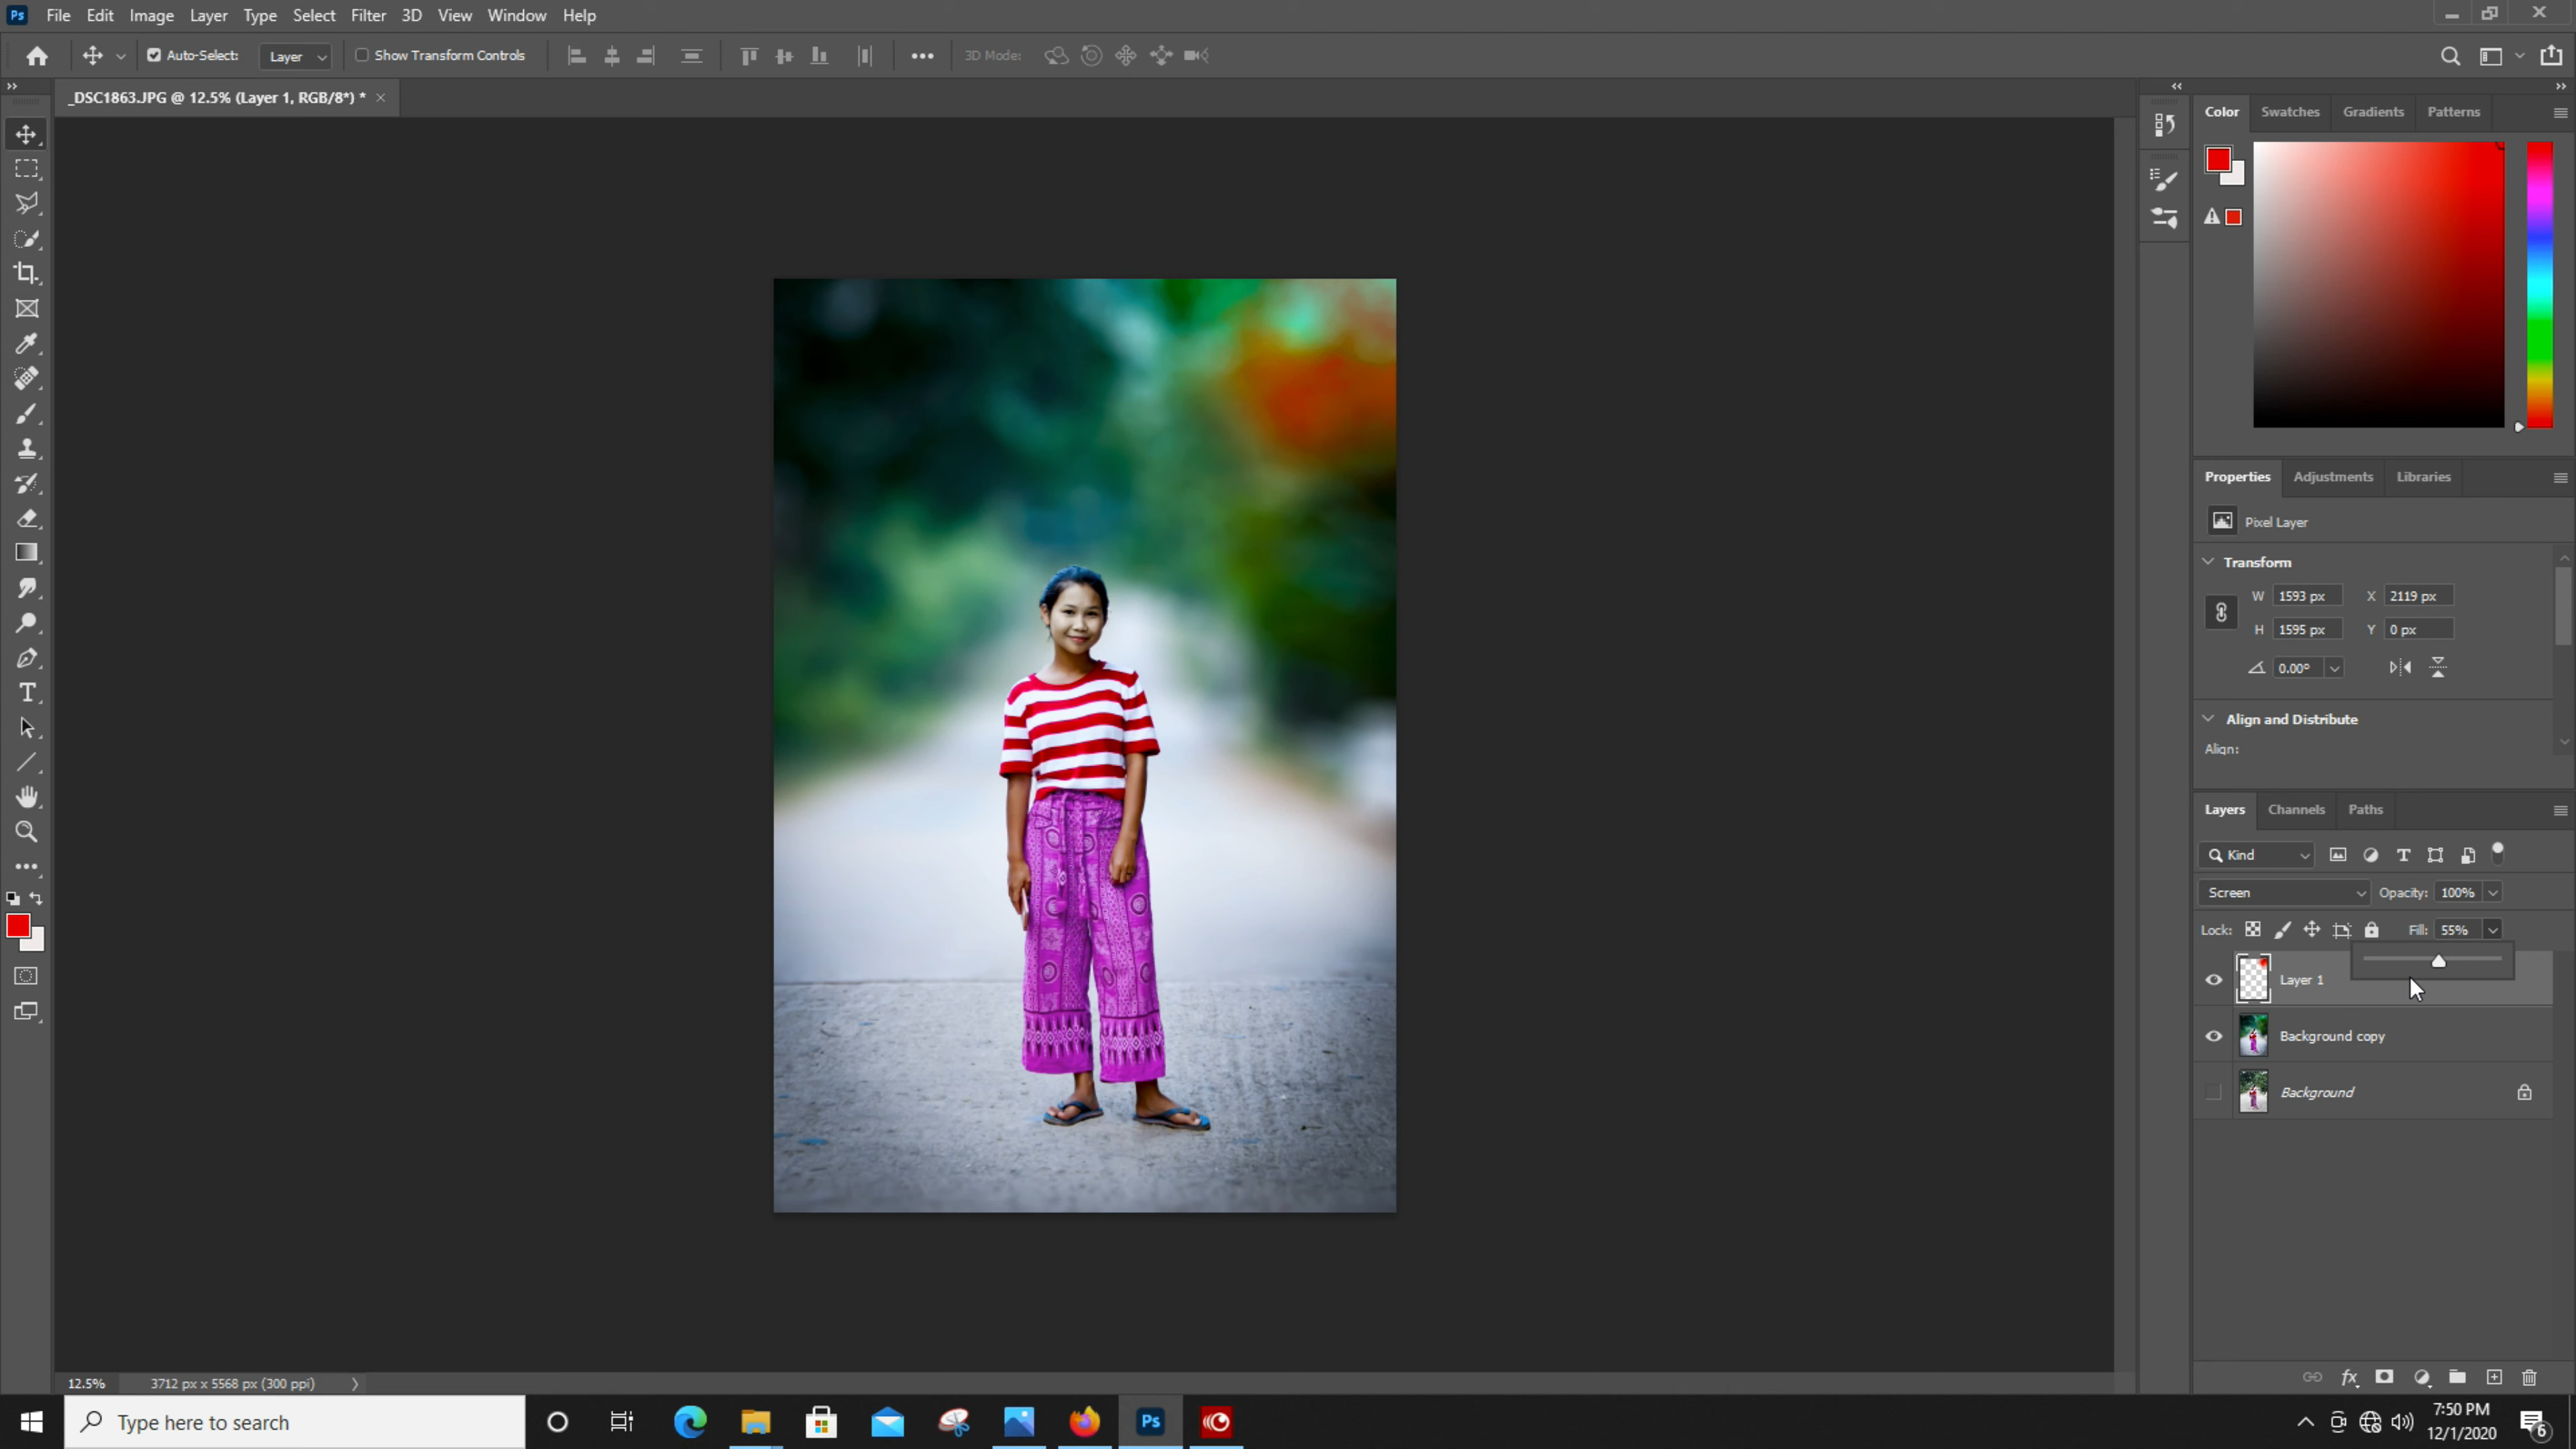 Ps File Edit Image Layer Type Select Filter 3D View Window Help
Auto-Select: Layer Show Transform Controls 3D Mode:
_DSC1863.JPG @ 12.5% (Layer 1, RGB/8*) * ×
Color Swatches Gradients Patterns
Properties Adjustments Libraries
Pixel Layer
Transform
W 1593 px X 2119 px
H 1595 px Y 0 px
0.00°
Align and Distribute
Align:
Layers Channels Paths
Kind
Screen Opacity: 100%
Lock: Fill: 55%
Layer 1
Background copy
Background
12.5% 3712 px x 5568 px (300 ppi)
Type here to search
Ps
7:50 PM
12/1/2020
6